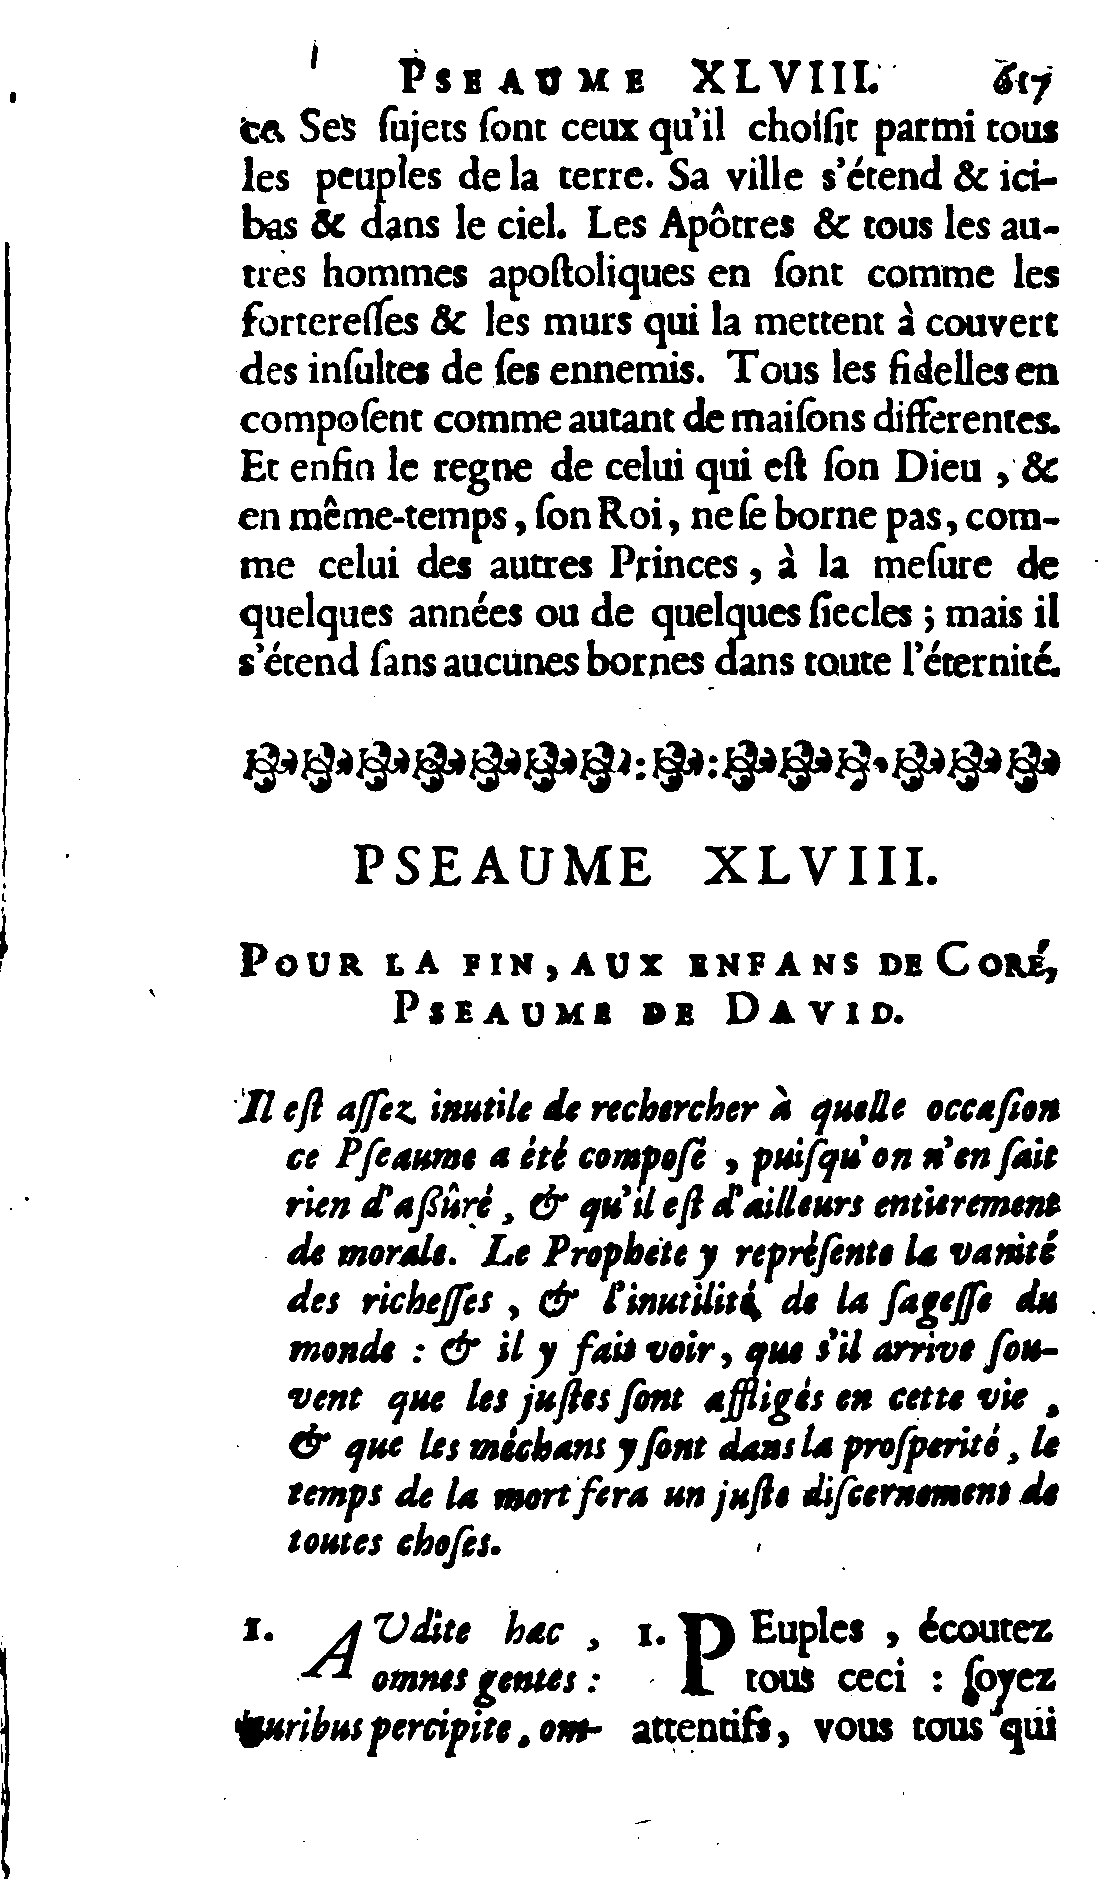 PSEAUME XLVIII. 617
ce. Ses ſujets ſont ceux qu'il choiſit parmi tous
les peuples de la terre. Sa ville s'étend & ici-
bas & dans le ciel. Les Apôtres & tous les au-
tres hommes apoſtoliques en ſont comme les
fortereſſes & les murs qui la mettent à couvert
des inſultes de ſes ennemis. Tous les fidelles en
compoſent comme autant de maiſons differentes.
Et enfin le regne de celui qui eſt ſon Dieu, &
en même-temps, ſon Roi, ne ſe borne pas, com-
me celui des autres Princes, à la meſure de
quelques années ou de quelques ſiecles ; mais il
s'étend ſans aucunes bornes dans toute l'éternité.
PSEAUME XLVIII.
POUR LA FIN, AUX ENFANS DE CORÉ,
PSEAUME DE DAVID.
Il eſt aſſez inutile de rechercher à quelle occaſion
ce Pſeaume a été compoſé, puiſqu'on n'en ſait
rien d'aßûré, & qu'il eſt d'ailleurs entierement
de morale. Le Prophete y repréſente la vanité
des richeſſes, & l'inutilité de la ſageſſe du
monde : & il y fait voir, que s'il arrive ſou-
vent que les juſtes ſont affligés en cette vie,
& que les méchans y ſont dans la proſperité, le
temps de la mort fera un juſte diſcernement de
toutes choſes.
1. AUdite hæc,
omnes gentes :
auribus percipite, om-
1. PEuples, écoutez
tous ceci : ſoyez
attentifs, vous tous qui